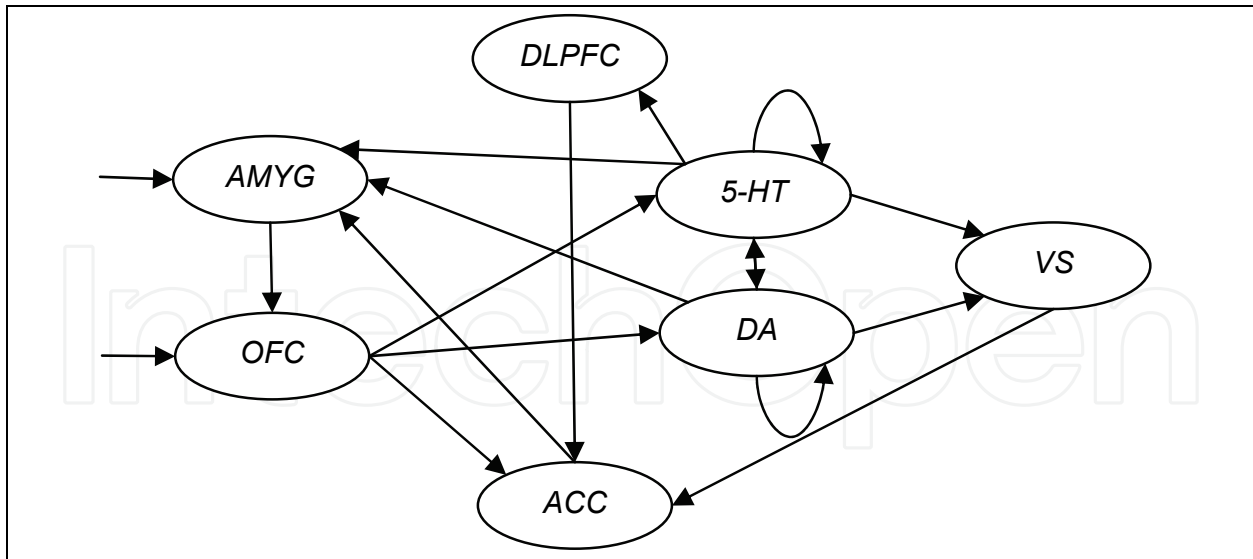 DLPFC
AMYG
5-HT
VS
OFC
DA
ACC
IntechOpen